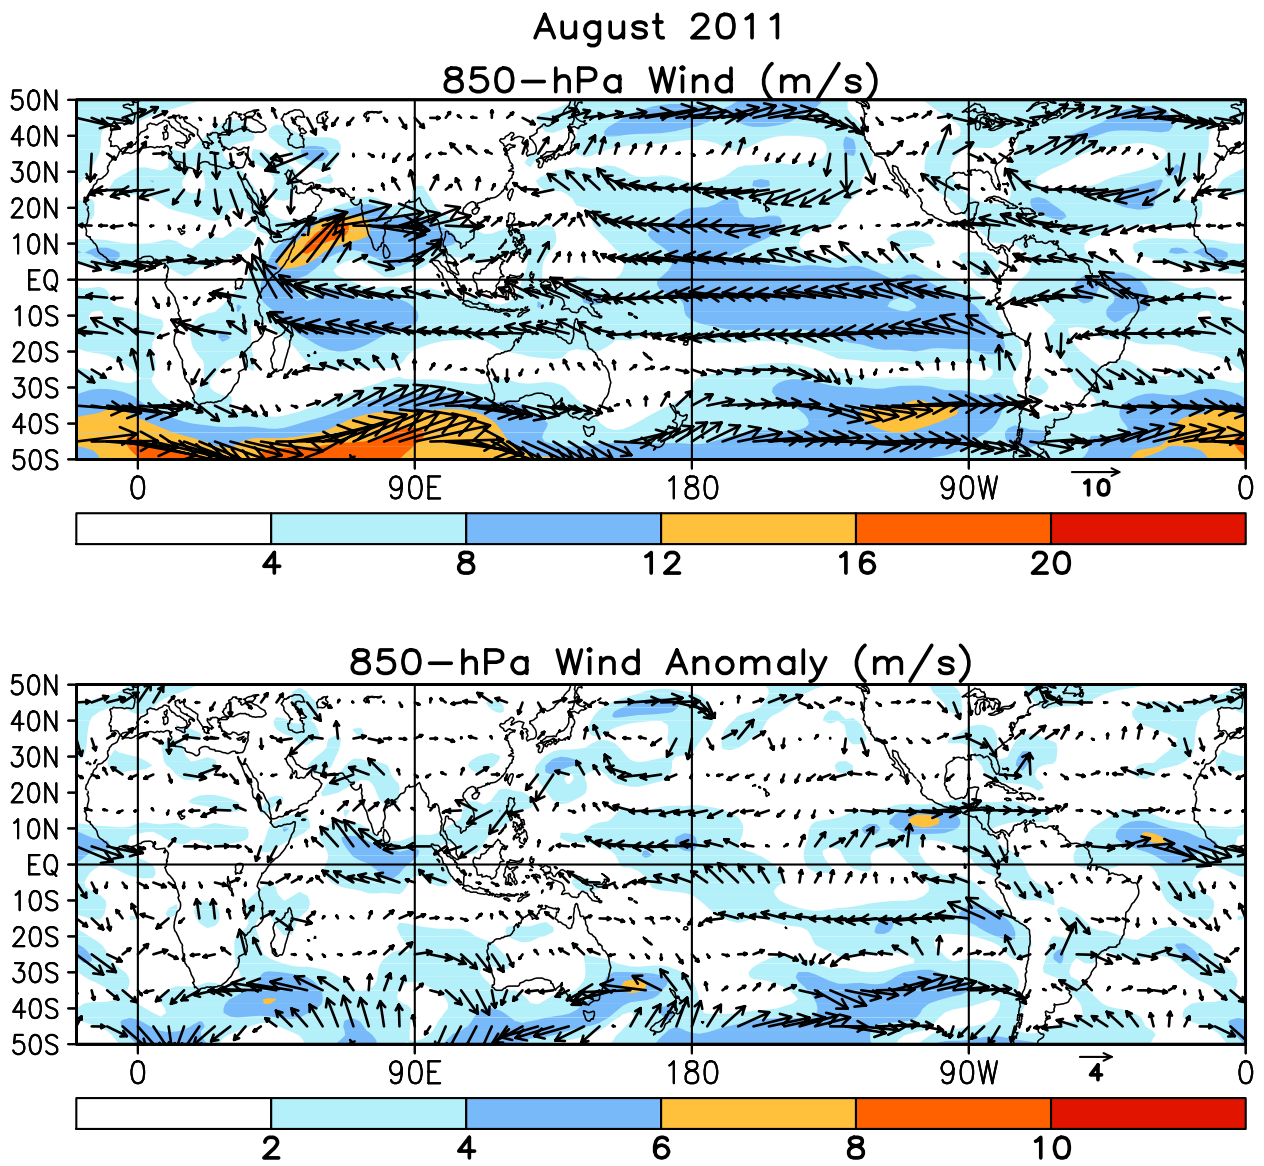 August 2011
850-hPa Wind (m/s)
50N
40N
30N
20N
10N
EQ
10S
20S
30S
40S
50S
0 90E 180 90W 0
10
4 8 12 16 20
850-hPa Wind Anomaly (m/s)
50N
40N
30N
20N
10N
EQ
10S
20S
30S
40S
50S
0 90E 180 90W 0
4
2 4 6 8 10